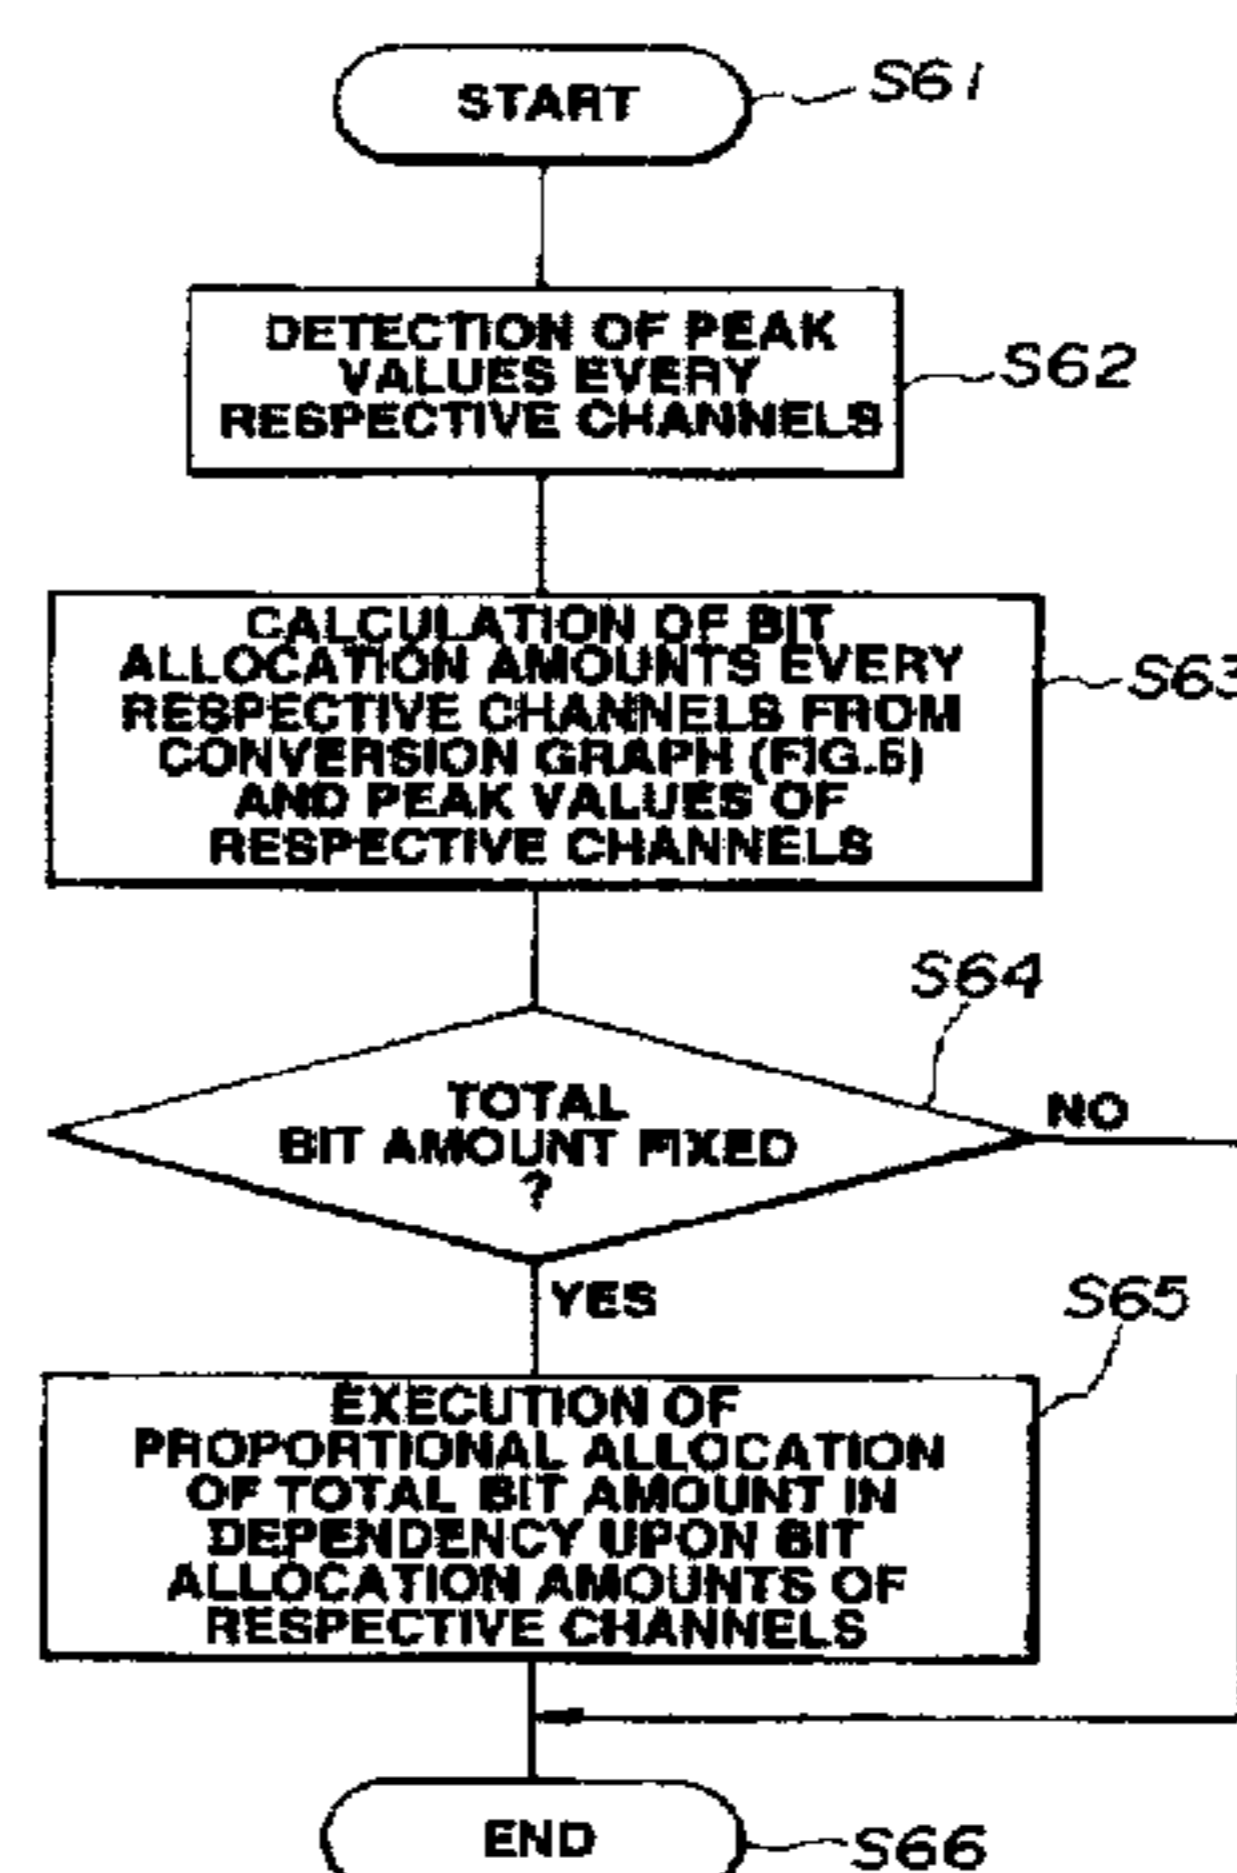 START
S61
DETECTION OF PEAK
VALUES EVERY
RESPECTIVE CHANNELS
S62
CALCULATION OF BIT
ALLOCATION AMOUNTS EVERY
RESPECTIVE CHANNELS FROM
CONVERSION GRAPH (FIG.5)
AND PEAK VALUES OF
RESPECTIVE CHANNELS
S63
S64
TOTAL
BIT AMOUNT FIXED
?
NO
YES
S65
EXECUTION OF
PROPORTIONAL ALLOCATION
OF TOTAL BIT AMOUNT IN
DEPENDENCY UPON BIT
ALLOCATION AMOUNTS OF
RESPECTIVE CHANNELS
END
S66